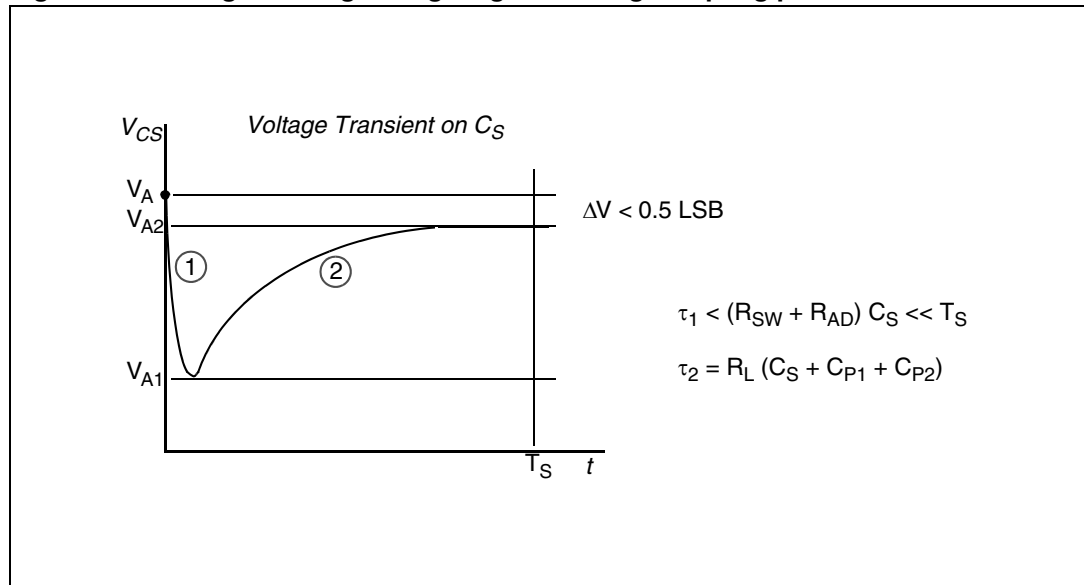 Voltage Transient on C_S
V_CS
V_A
V_A2
ΔV < 0.5 LSB
1
2
τ_1 < (R_SW + R_AD) C_S << T_S
τ_2 = R_L (C_S + C_P1 + C_P2)
V_A1
T_S
t